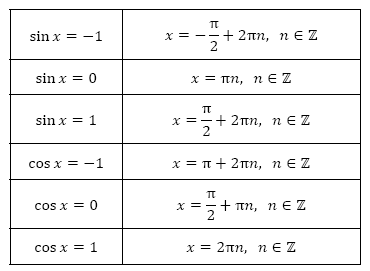 sin x = −1 x = −π/2 + 2πn, n ∈ ℤ
sin x = 0 x = πn, n ∈ ℤ
sin x = 1 x = π/2 + 2πn, n ∈ ℤ
cos x = −1 x = π + 2πn, n ∈ ℤ
cos x = 0 x = π/2 + πn, n ∈ ℤ
cos x = 1 x = 2πn, n ∈ ℤ